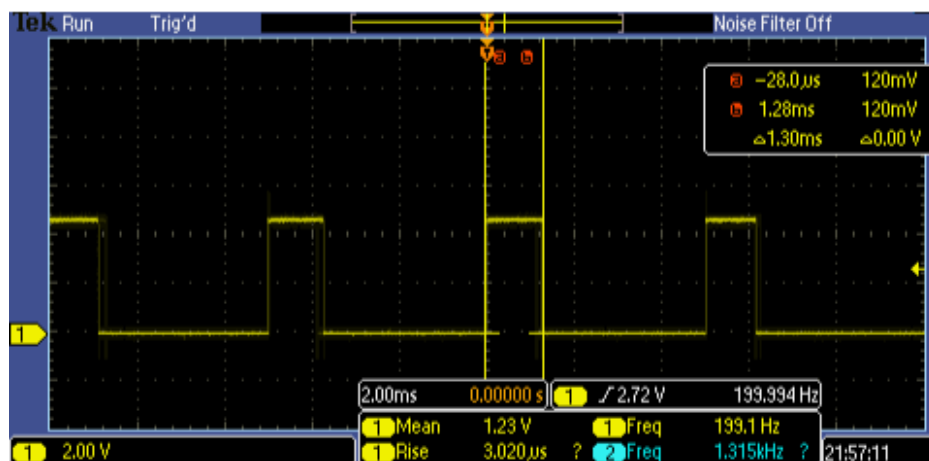 Tek Run Trig'd Noise Filter Off
T
a b
a -28.0µs 120mV
b 1.28ms 120mV
△1.30ms △0.00 V
1
2.00ms 0.00000 s 1 ∫ 2.72 V 199.994 Hz
1 Mean 1.23 V 1 Freq 199.1 Hz
1 2.00 V 1 Rise 3.020µs ? 2 Freq 1.315kHz ? 21:57:11